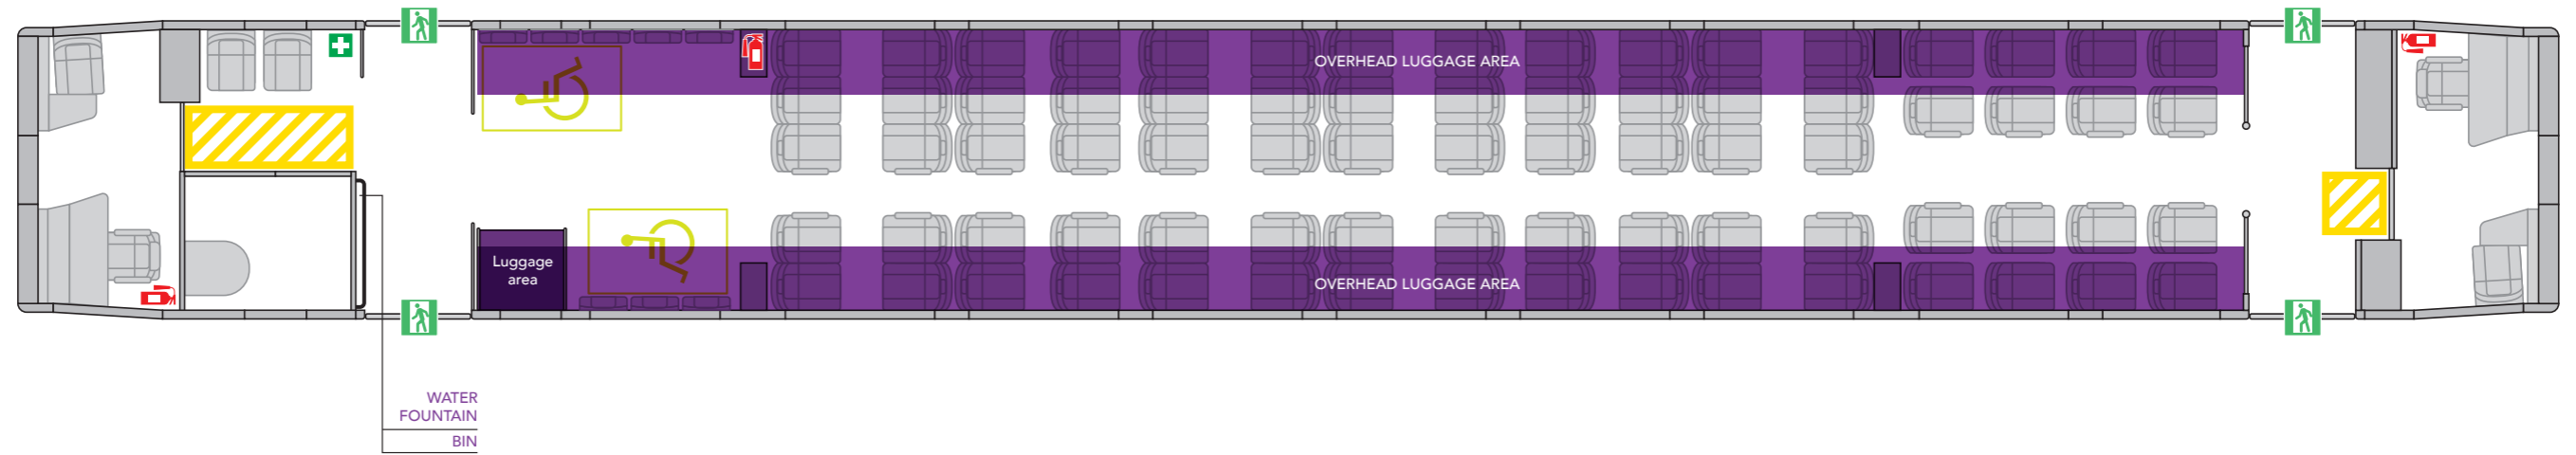 OVERHEAD LUGGAGE AREA
Luggage
area
OVERHEAD LUGGAGE AREA
WATER
FOUNTAIN
BIN